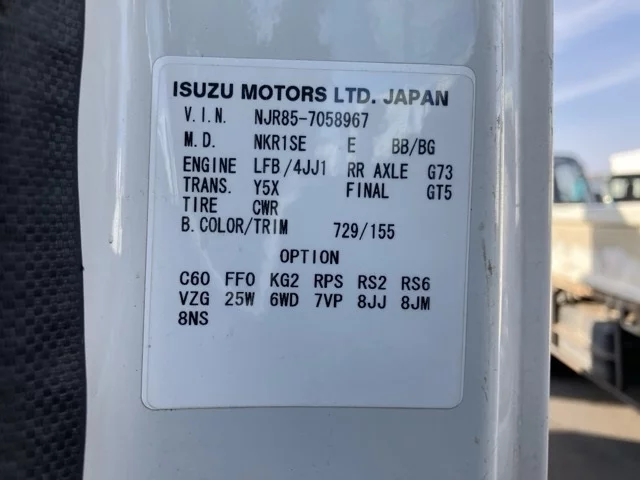 ISUZU MOTORS LTD. JAPAN
V.I.N. NJR85-7058967
M.D. NKR1SE E BB/BG
ENGINE LFB/4JJ1 RR AXLE G73
TRANS. Y5X FINAL GT5
TIRE CWR
B.COLOR/TRIM 729/155
OPTION
C60 FF0 KG2 RPS RS2 RS6
VZG 25W 6WD 7VP 8JJ 8JM
8NS